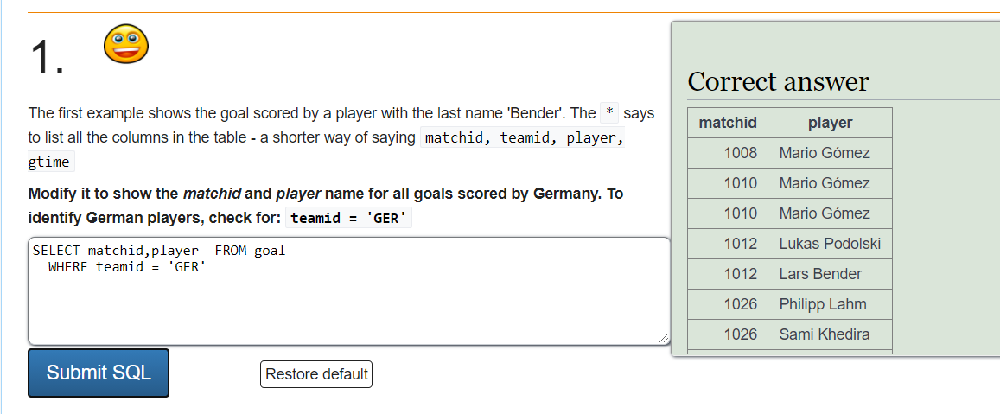 1.
The first example shows the goal scored by a player with the last name 'Bender'. The * says
to list all the columns in the table - a shorter way of saying matchid, teamid, player,
gtime
Modify it to show the matchid and player name for all goals scored by Germany. To
identify German players, check for: teamid = 'GER'
SELECT matchid,player  FROM goal
  WHERE teamid = 'GER'
Submit SQL
Restore default
Correct answer
matchid player
1008 Mario Gómez
1010 Mario Gómez
1010 Mario Gómez
1012 Lukas Podolski
1012 Lars Bender
1026 Philipp Lahm
1026 Sami Khedira